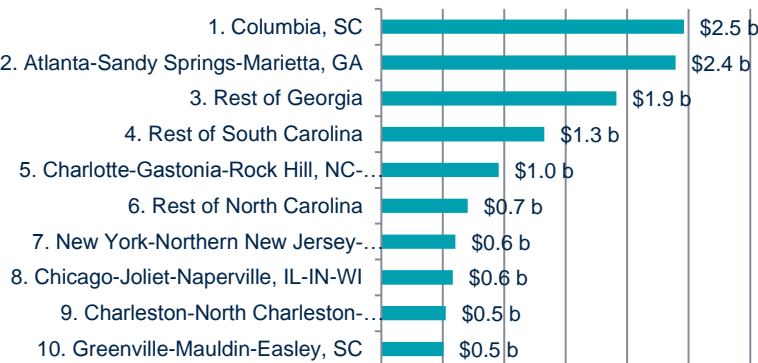 1. Columbia, SC $2.5 b
2. Atlanta-Sandy Springs-Marietta, GA $2.4 b
3. Rest of Georgia $1.9 b
4. Rest of South Carolina $1.3 b
5. Charlotte-Gastonia-Rock Hill, NC-… $1.0 b
6. Rest of North Carolina $0.7 b
7. New York-Northern New Jersey-… $0.6 b
8. Chicago-Joliet-Naperville, IL-IN-WI $0.6 b
9. Charleston-North Charleston-… $0.5 b
10. Greenville-Mauldin-Easley, SC $0.5 b